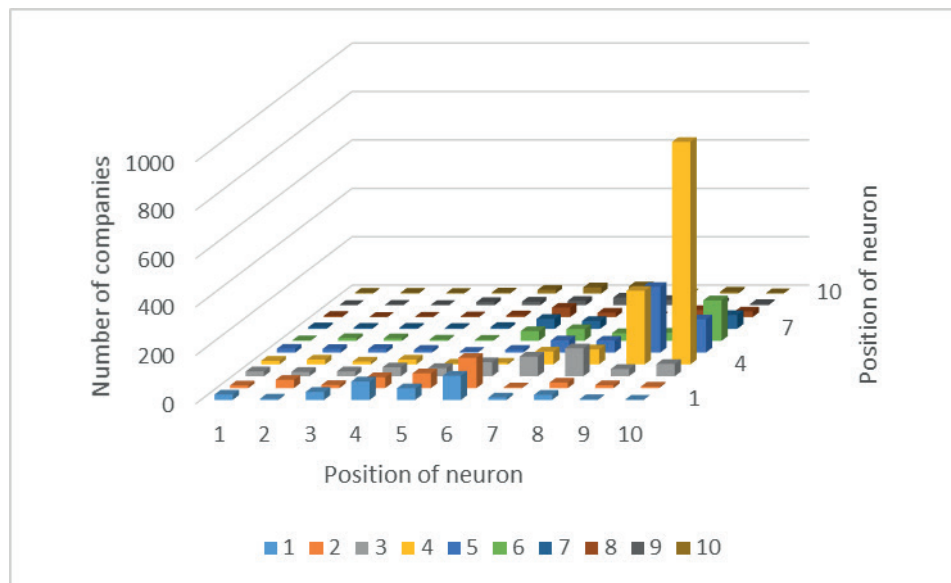 Number of companies
1000
800
600
400
200
0
1 2 3 4 5 6 7 8 9 10
Position of neuron
1
4
7
10
Position of neuron
1 2 3 4 5 6 7 8 9 10